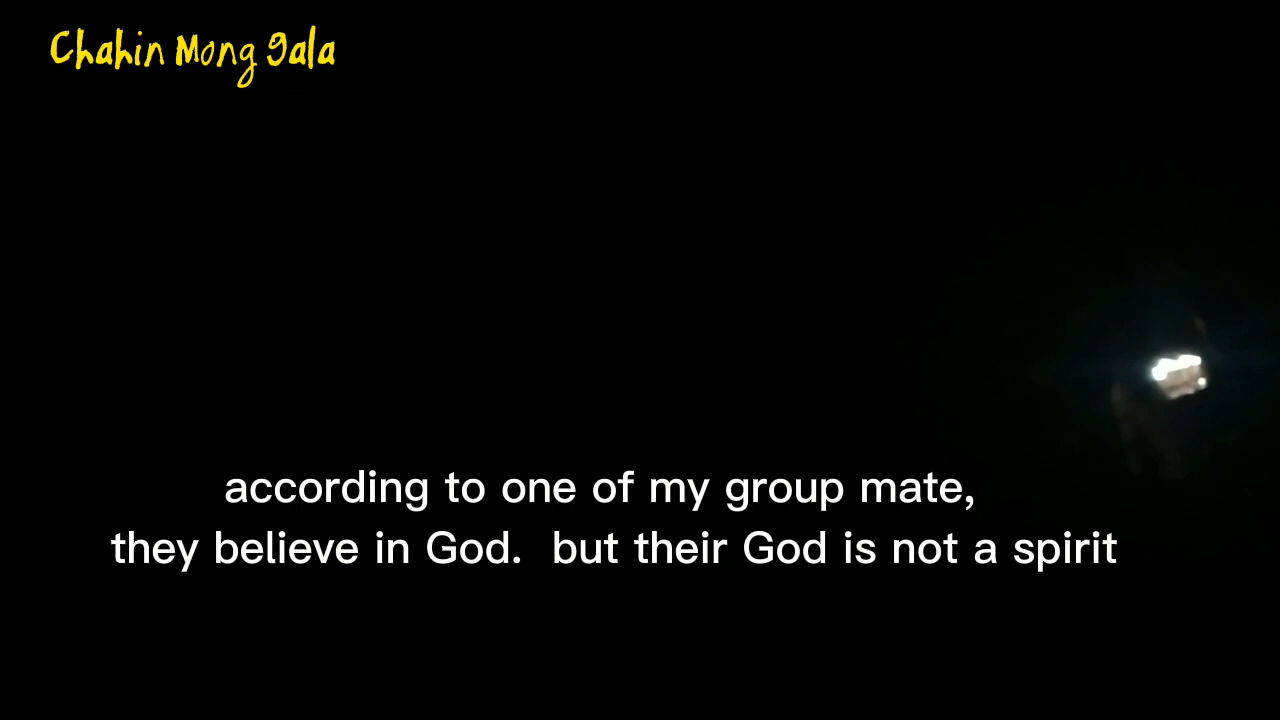 Chahin Mong gala
according to one of my group mate,
they believe in God.  but their God is not a spirit